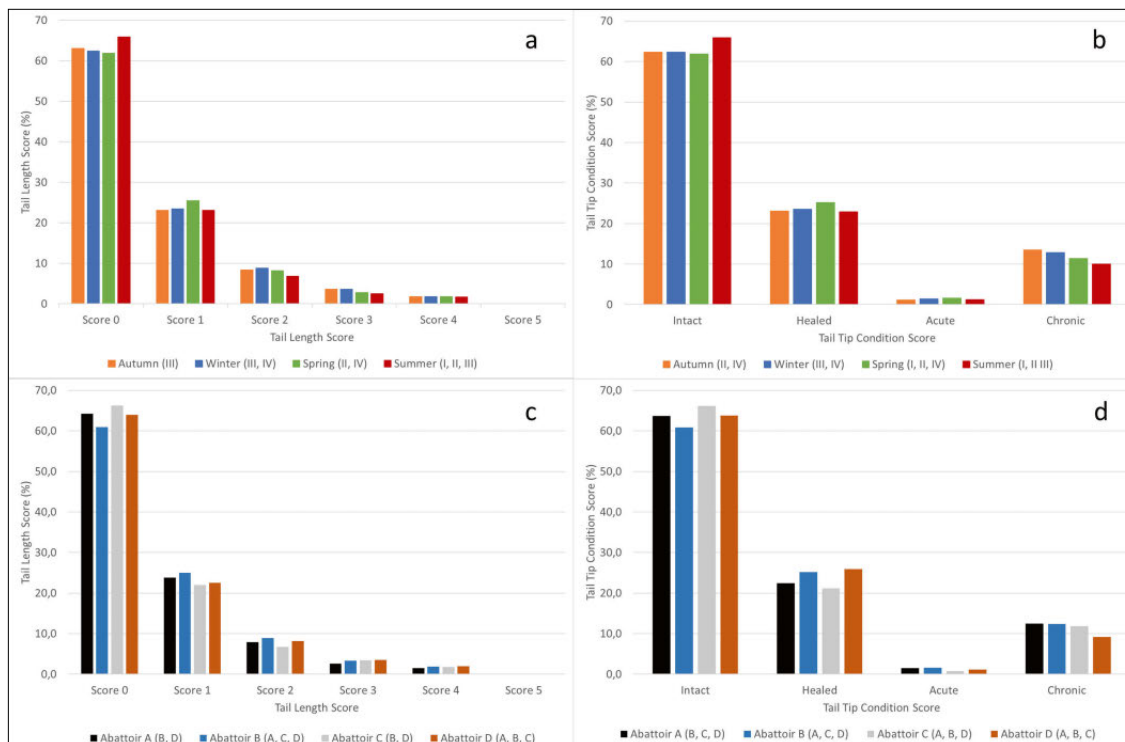 a
Tail Length Score (%)
70
60
50
40
30
20
10
0
Score 0 Score 1 Score 2 Score 3 Score 4 Score 5
Tail Length Score
Autumn (III) Winter (III, IV) Spring (II, IV) Summer (I, II, III)
b
Tail Tip Condition Score (%)
70
60
50
40
30
20
10
0
Intact Healed Acute Chronic
Tail Tip Condition Score
Autumn (II, IV) Winter (III, IV) Spring (I, II, IV) Summer (I, II III)
c
Tail Length Score (%)
70,0
60,0
50,0
40,0
30,0
20,0
10,0
0,0
Score 0 Score 1 Score 2 Score 3 Score 4 Score 5
Tail Length Score
Abattoir A (B, D) Abattoir B (A, C, D) Abattoir C (B, D) Abattoir D (A, B, C)
d
Tail Tip Condition Score (%)
70,0
60,0
50,0
40,0
30,0
20,0
10,0
0,0
Intact Healed Acute Chronic
Tail Tip Condition Score
Abattoir A (B, C, D) Abattoir B (A, C, D) Abattoir C (A, B, D) Abattoir D (A, B, C)